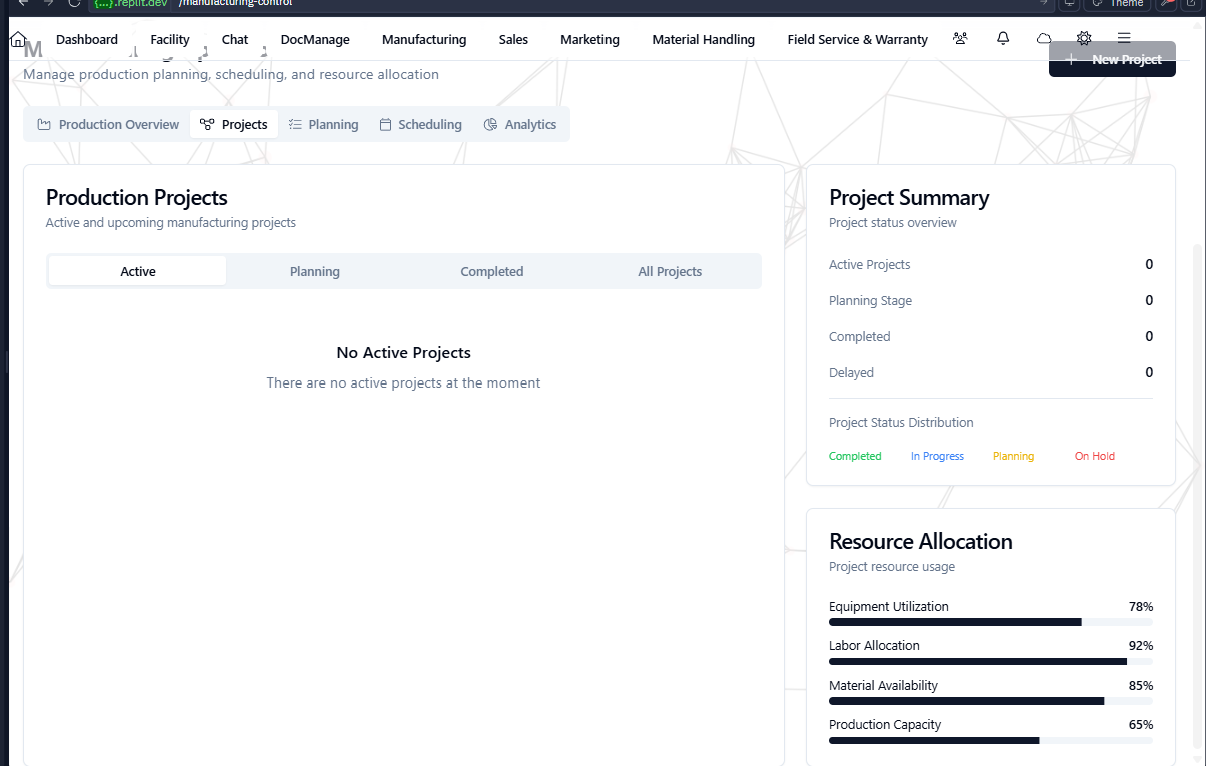 {...}.replit.dev /manufacturing-control Theme
Dashboard Facility Chat DocManage Manufacturing Sales Marketing Material Handling Field Service & Warranty
M
Manage production planning, scheduling, and resource allocation
New Project
Production Overview Projects Planning Scheduling Analytics
Production Projects
Active and upcoming manufacturing projects
Active Planning Completed All Projects
No Active Projects
There are no active projects at the moment
Project Summary
Project status overview
Active Projects 0
Planning Stage 0
Completed 0
Delayed 0
Project Status Distribution
Completed In Progress Planning On Hold
Resource Allocation
Project resource usage
Equipment Utilization 78%
Labor Allocation 92%
Material Availability 85%
Production Capacity 65%